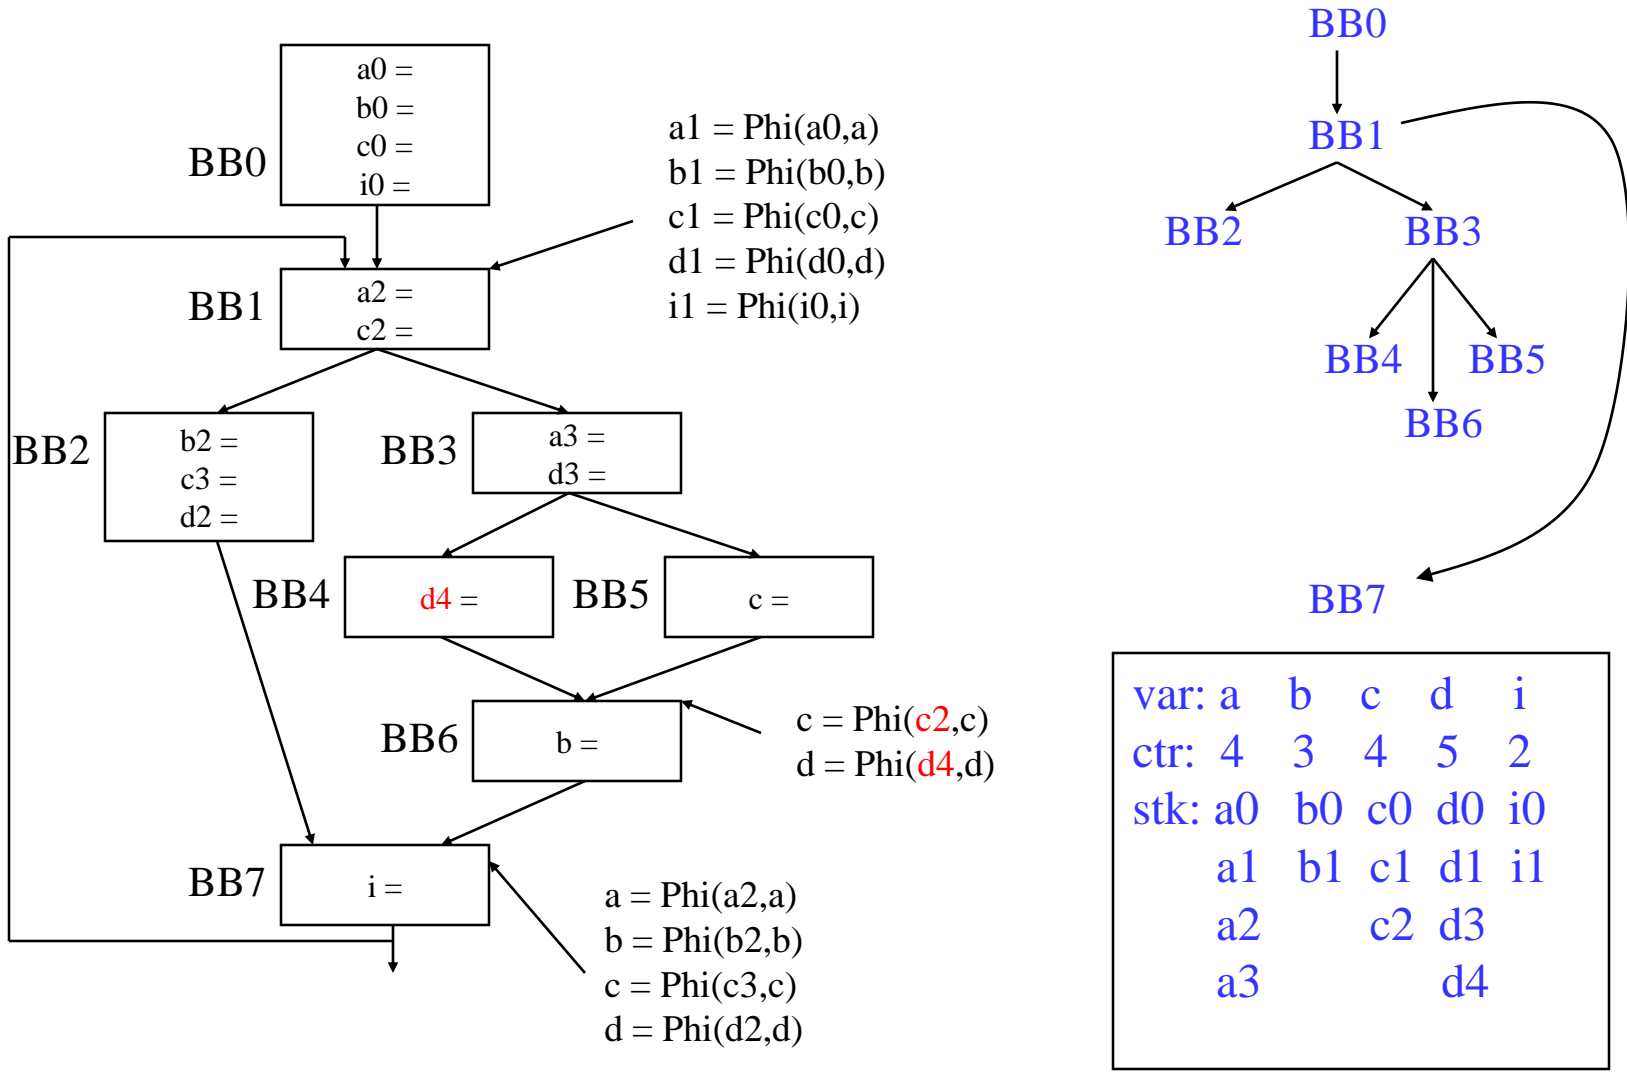 BB0
a0 =
b0 =
c0 =
i0 =
a1 = Phi(a0,a)
b1 = Phi(b0,b)
c1 = Phi(c0,c)
d1 = Phi(d0,d)
i1 = Phi(i0,i)
BB1
a2 =
c2 =
BB2
b2 =
c3 =
d2 =
BB3
a3 =
d3 =
BB4
d4 =
BB5
c =
BB6
b =
c = Phi(c2,c)
d = Phi(d4,d)
BB7
i =
a = Phi(a2,a)
b = Phi(b2,b)
c = Phi(c3,c)
d = Phi(d2,d)
BB0
BB1
BB2 BB3
BB4 BB5
BB6
BB7
var: a b c d i
ctr: 4 3 4 5 2
stk: a0 b0 c0 d0 i0
a1 b1 c1 d1 i1
a2 c2 d3
a3 d4